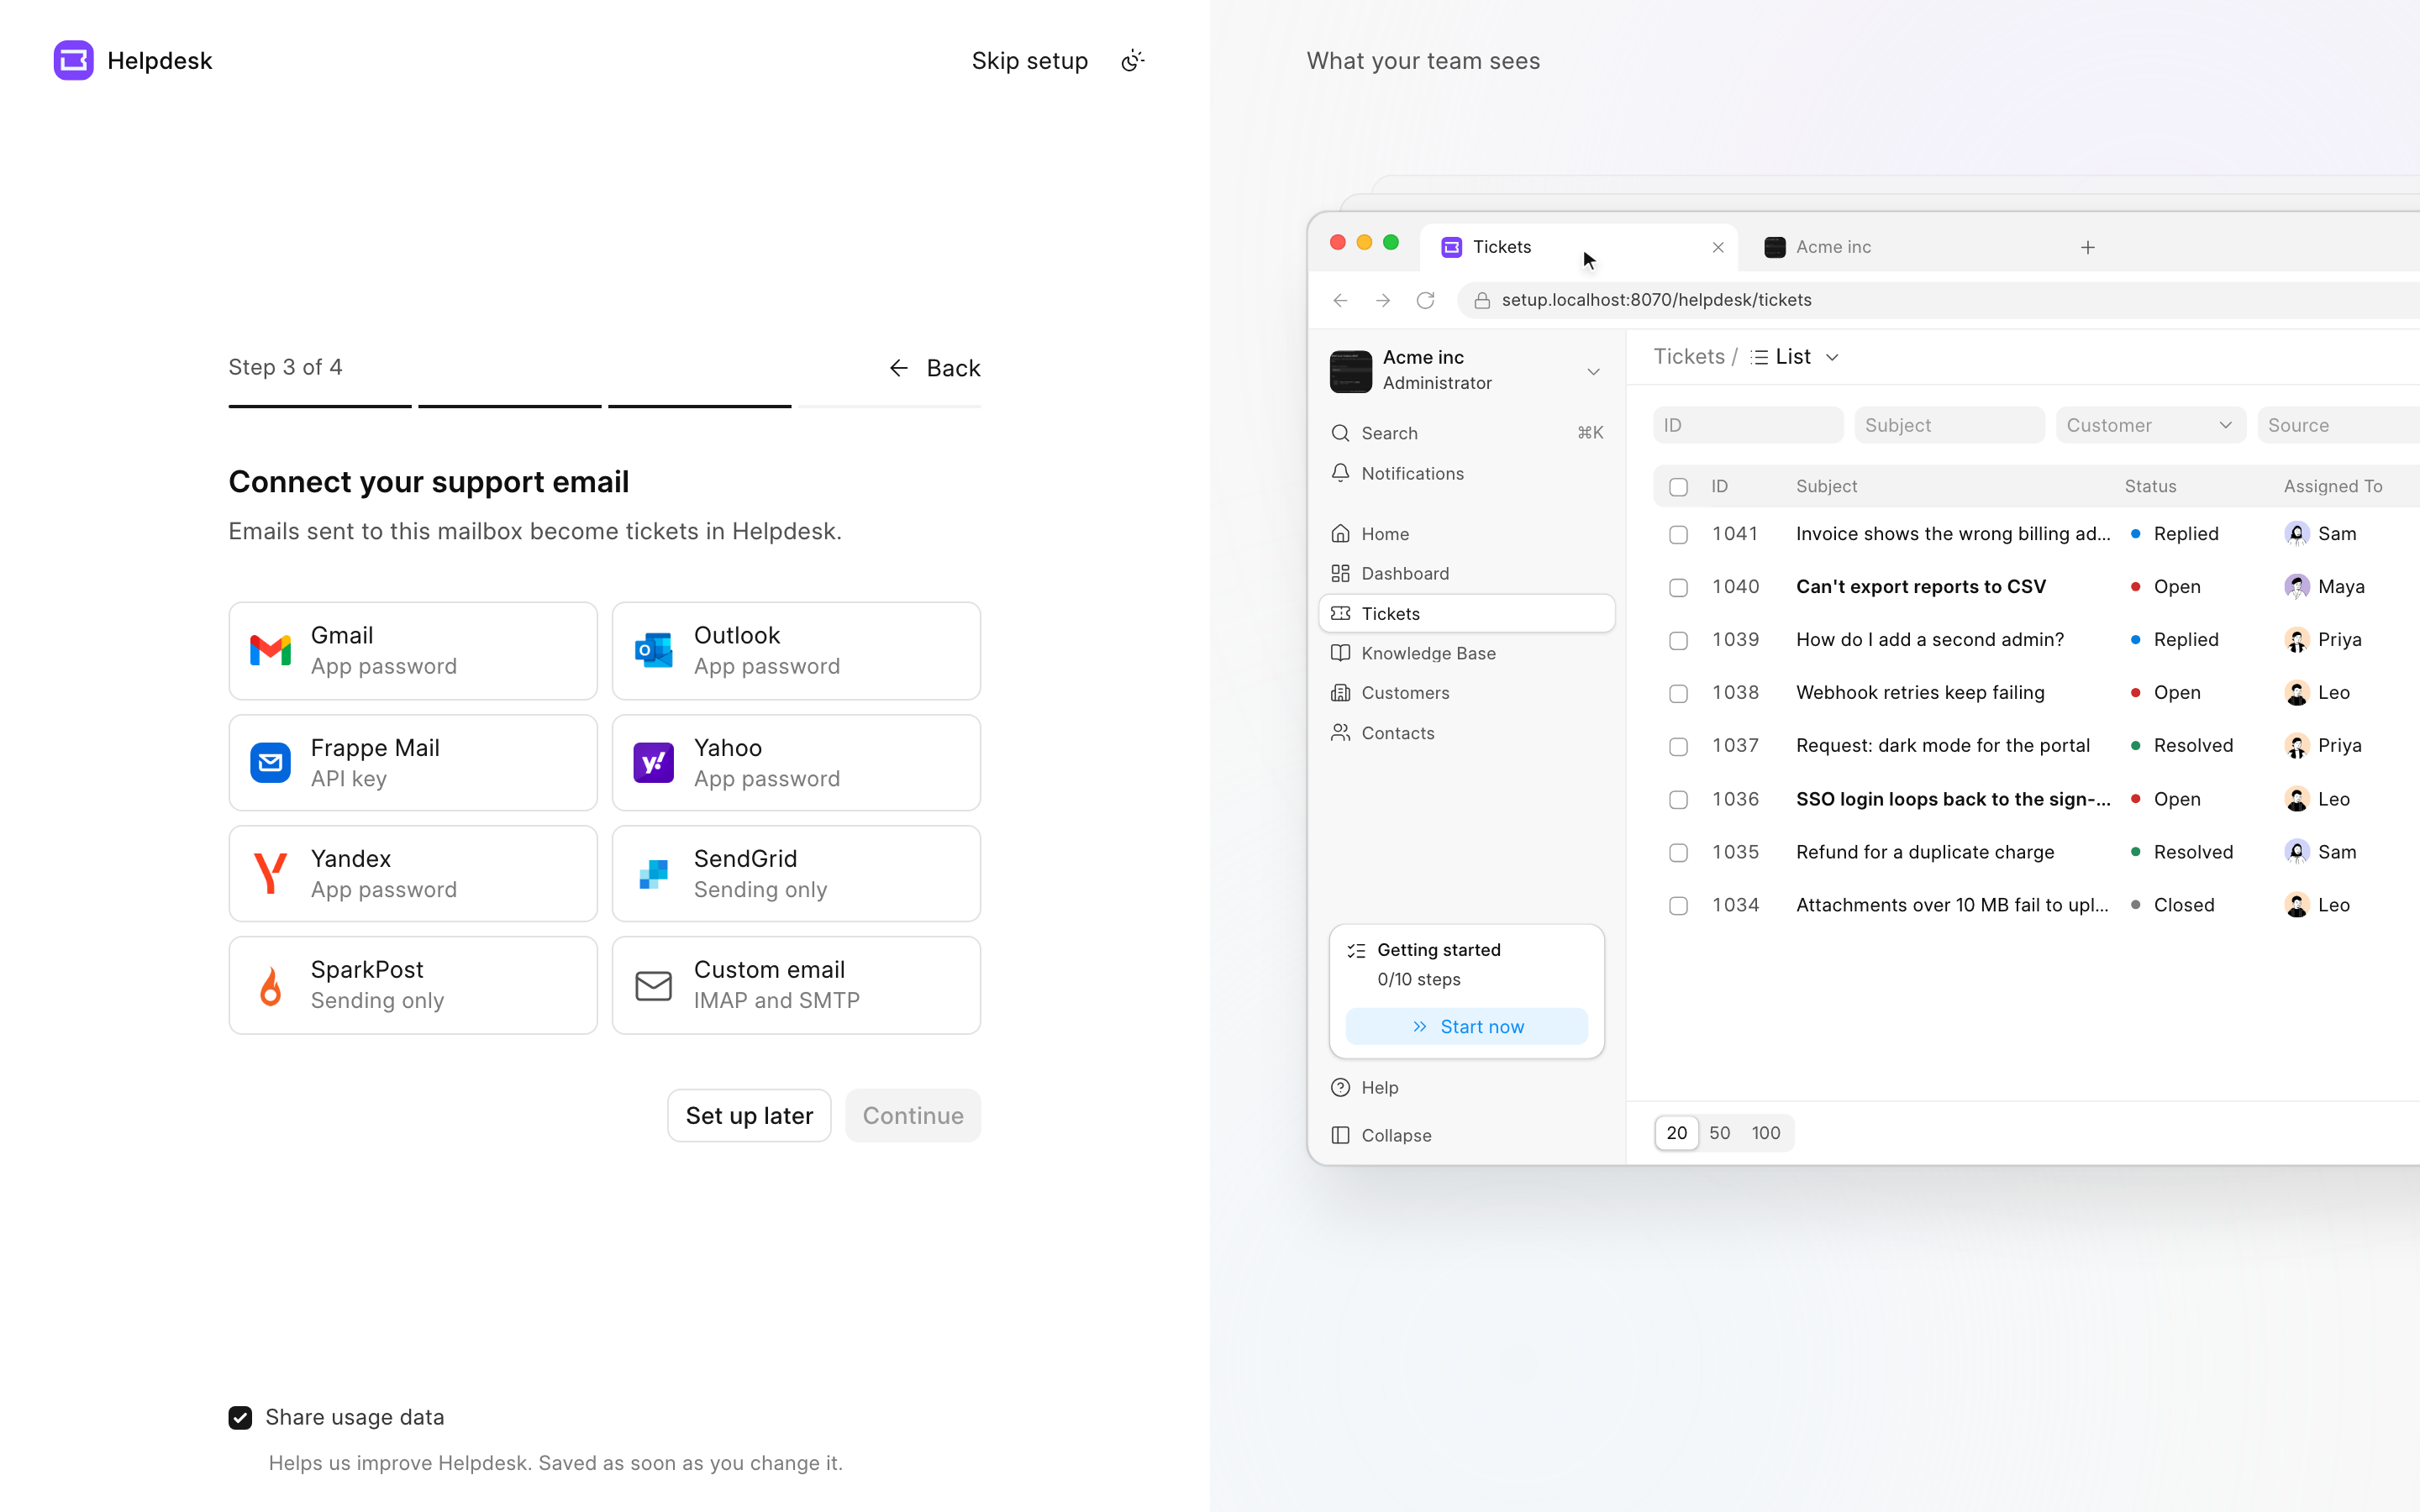 Helpdesk
Skip setup
Step 3 of 4
Back
Connect your support email
Emails sent to this mailbox become tickets in Helpdesk.
Gmail
App password
Outlook
App password
Frappe Mail
API key
Yahoo
App password
Yandex
App password
SendGrid
Sending only
SparkPost
Sending only
Custom email
IMAP and SMTP
Set up later
Continue
Share usage data
Helps us improve Helpdesk. Saved as soon as you change it.
What your team sees
Tickets
Acme inc
setup.localhost:8070/helpdesk/tickets
Acme inc
Administrator
Search ⌘K
Notifications
Home
Dashboard
Tickets
Knowledge Base
Customers
Contacts
Getting started
0/10 steps
Start now
Help
Collapse
Tickets / List
ID Subject Customer Source
ID Subject Status Assigned To
1041 Invoice shows the wrong billing ad... Replied Sam
1040 Can't export reports to CSV Open Maya
1039 How do I add a second admin? Replied Priya
1038 Webhook retries keep failing Open Leo
1037 Request: dark mode for the portal Resolved Priya
1036 SSO login loops back to the sign-... Open Leo
1035 Refund for a duplicate charge Resolved Sam
1034 Attachments over 10 MB fail to upl... Closed Leo
20 50 100